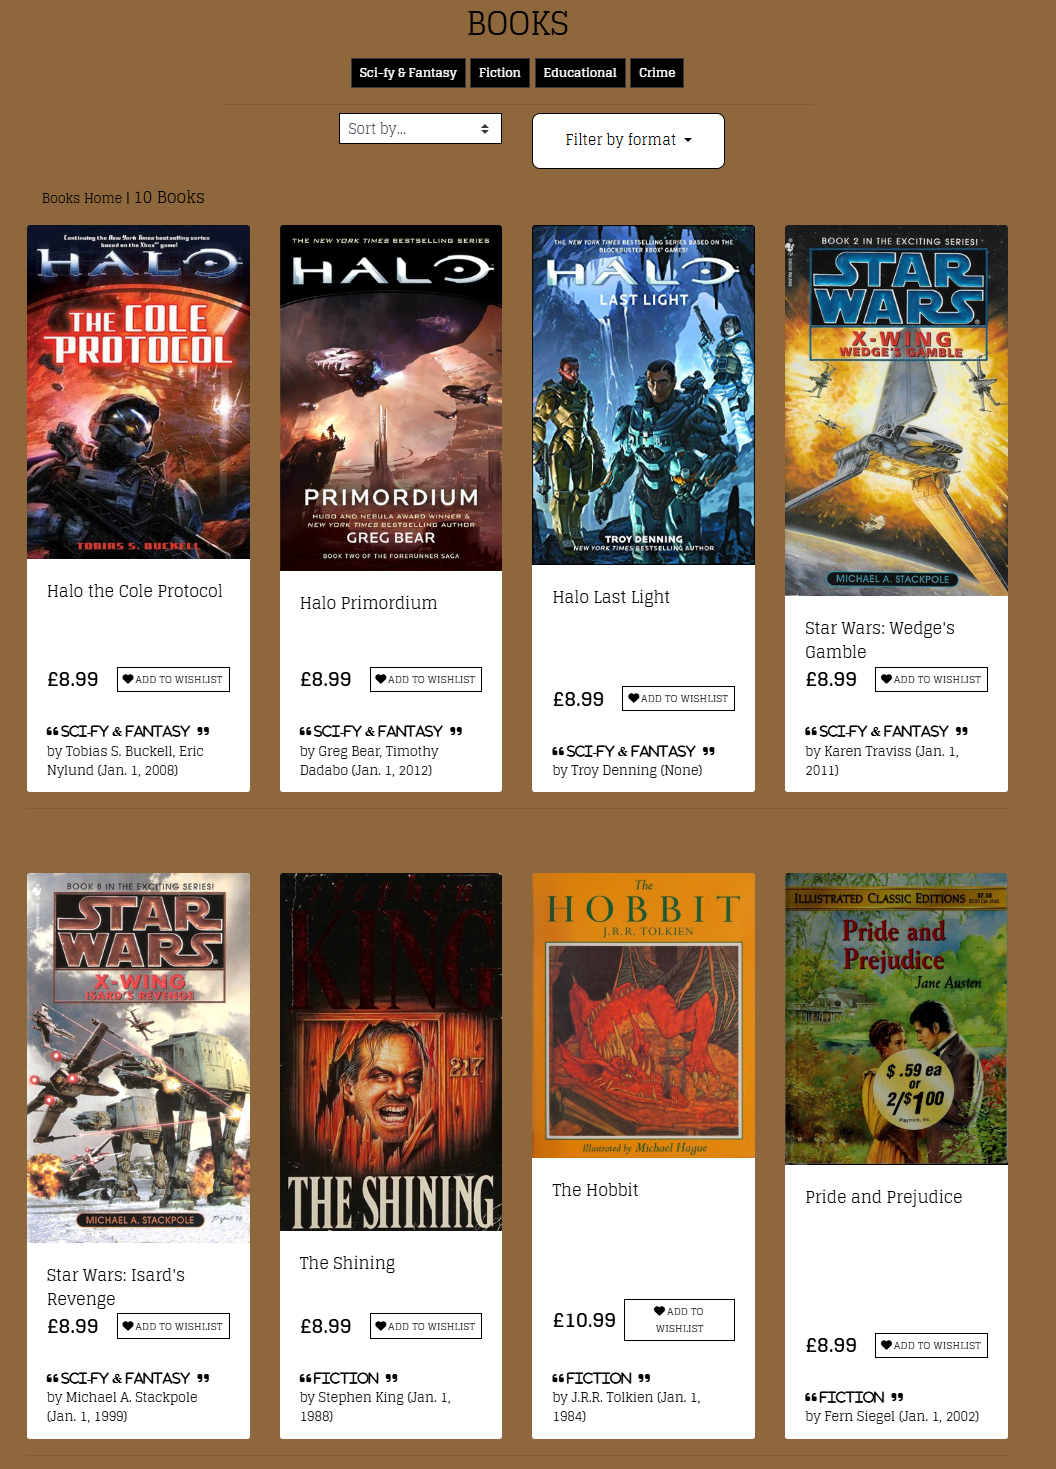 BOOKS
Sci-fy & Fantasy Fiction Educational Crime
Sort by...
Filter by format
Books Home | 10 Books
Continuing the New York Times bestselling series
based on the Xbox™ game!
HALO
THE COLE
PROTOCOL
TOBIAS S. BUCKELL
Halo the Cole Protocol
£8.99
ADD TO WISHLIST
SCI-FY & FANTASY
by Tobias S. Buckell, Eric
Nylund (Jan. 1, 2008)
THE NEW YORK TIMES BESTSELLING SERIES
HALO
PRIMORDIUM
HUGO AND NEBULA AWARD WINNER &
NEW YORK TIMES BESTSELLING AUTHOR
GREG BEAR
BOOK TWO OF THE FORERUNNER SAGA
Halo Primordium
£8.99
ADD TO WISHLIST
SCI-FY & FANTASY
by Greg Bear, Timothy
Dadabo (Jan. 1, 2012)
THE NEW YORK TIMES BESTSELLING SERIES BASED ON THE
BLOCKBUSTER XBOX® GAMES!
HALO
LAST LIGHT
TROY DENNING
NEW YORK TIMES BESTSELLING AUTHOR
Halo Last Light
£8.99
ADD TO WISHLIST
SCI-FY & FANTASY
by Troy Denning (None)
BOOK 2 IN THE EXCITING SERIES!
STAR
WARS®
X-WING
WEDGE'S GAMBLE
MICHAEL A. STACKPOLE
Star Wars: Wedge's
Gamble
£8.99
ADD TO WISHLIST
SCI-FY & FANTASY
by Karen Traviss (Jan. 1,
2011)
BOOK 8 IN THE EXCITING SERIES!
STAR
WARS®
X-WING
ISARD'S REVENGE
MICHAEL A. STACKPOLE
Star Wars: Isard's
Revenge
£8.99
ADD TO WISHLIST
SCI-FY & FANTASY
by Michael A. Stackpole
(Jan. 1, 1999)
stephen
KING
217
THE SHINING
The Shining
£8.99
ADD TO WISHLIST
FICTION
by Stephen King (Jan. 1,
1988)
The
HOBBIT
J.R.R. TOLKIEN
Illustrated by Michael Hague
The Hobbit
£10.99
ADD TO
WISHLIST
FICTION
by J.R.R. Tolkien (Jan. 1,
1984)
ILLUSTRATED CLASSIC EDITIONS
$2.50
Pride and
Prejudice
Jane Austen
$ .59 ea
or
2/$1.00
Playmore, Inc.
Pride and Prejudice
£8.99
ADD TO WISHLIST
FICTION
by Fern Siegel (Jan. 1, 2002)